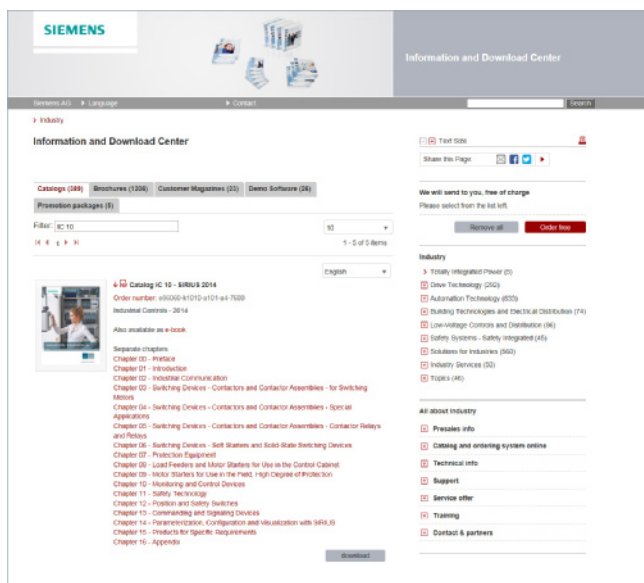 SIEMENS
Information and Download Center
Siemens AG
Language
Contact
Search
Industry
Information and Download Center
Catalogs (389)
Brochures (1206)
Customer Magazines (23)
Demo Software (26)
Promotion packages (5)
Filter: IC 10
10
1 - 5 of 5 items
English
Catalog IC 10 - SIRIUS 2014
Order number:
Industrial Controls - 2014
Also available as e-book
Separate chapters:
Chapter 00 - Preface
Chapter 01 - Introduction
Chapter 02 - Industrial Communication
Chapter 03 - Switching Devices - Contactors and Contactor Assemblies - for Switching
Motors
Chapter 04 - Switching Devices - Contactors and Contactor Assemblies - Special
Applications
Chapter 05 - Switching Devices - Contactors and Contactor Assemblies - Contactor Relays
and Relays
Chapter 06 - Switching Devices - Soft Starters and Solid-State Switching Devices
Chapter 07 - Protection Equipment
Chapter 08 - Load Feeders and Motor Starters for Use in the Control Cabinet
Chapter 09 - Motor Starters for Use in the Field, High Degree of Protection
Chapter 10 - Monitoring and Control Devices
Chapter 11 - Safety Technology
Chapter 12 - Position and Safety Switches
Chapter 13 - Commanding and Signaling Devices
Chapter 14 - Parameterization, Configuration and Visualization with SIRIUS
Chapter 15 - Products for Specific Requirements
Chapter 16 - Appendix
download
Text Size
Share this Page:
We will send to you, free of charge
Please select from the list left.
Remove all
Order free
Industry
Totally Integrated Power (5)
Drive Technology (292)
Automation Technology (833)
Building Technologies and Electrical Distribution (74)
Low-Voltage Controls and Distribution (96)
Safety Systems - Safety Integrated (45)
Solutions for Industries (560)
Industry Services (50)
Topics (46)
All about Industry
Presales info
Catalog and ordering system online
Technical info
Support
Service offer
Training
Contact & partners